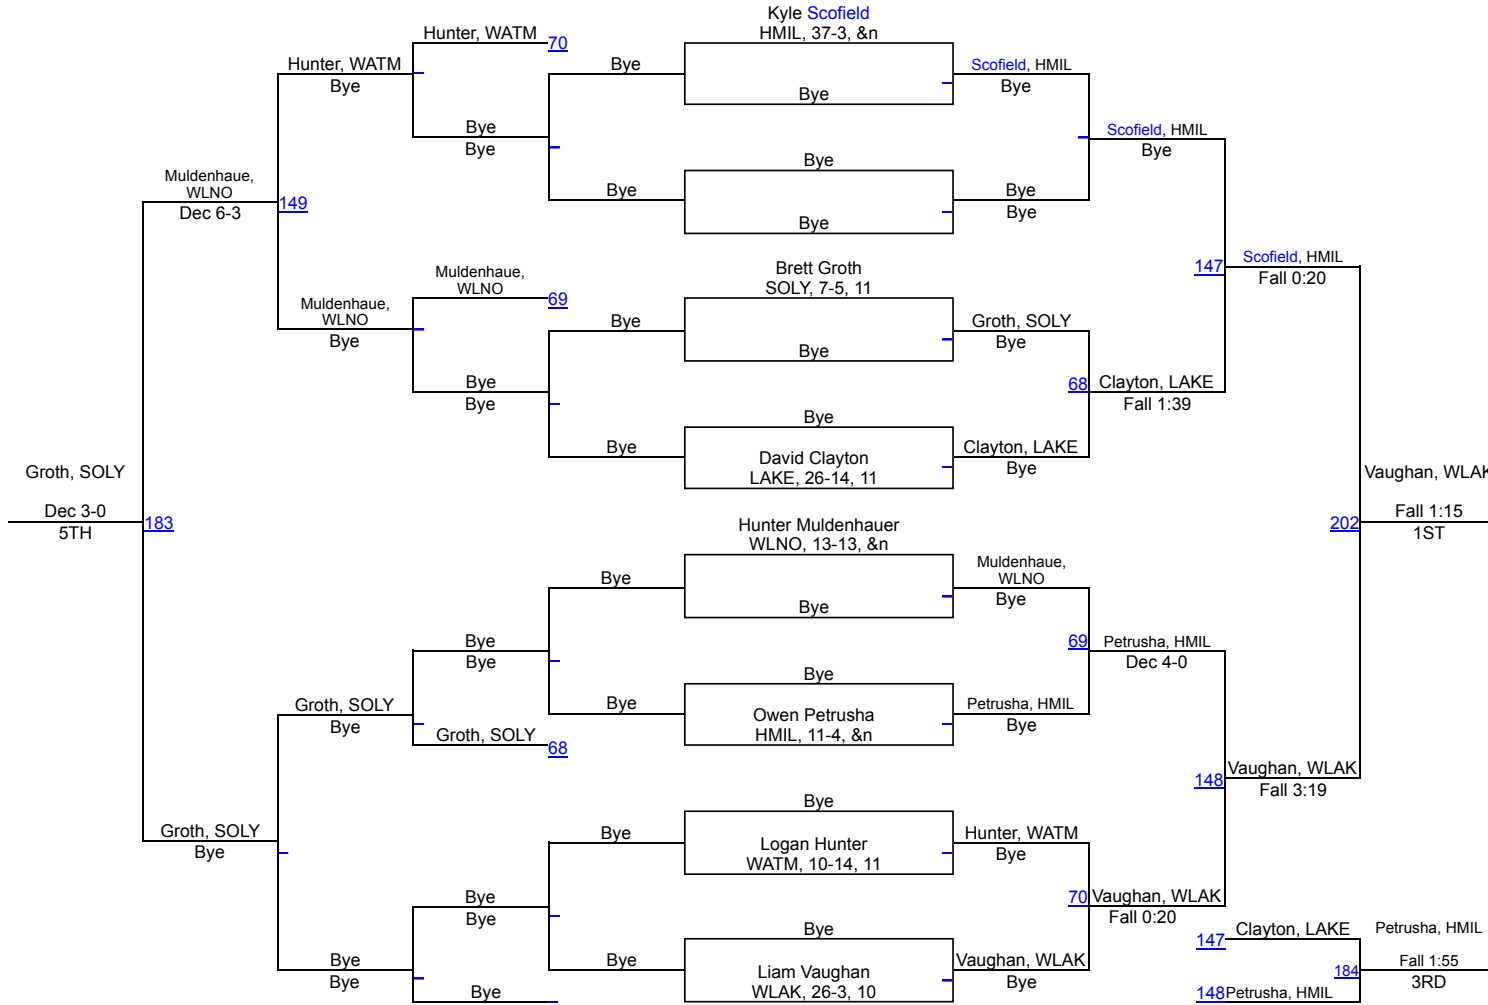 Kyle Scofield
HMIL, 37-3, &n
Hunter, WATM
70
Hunter, WATM
Bye
Bye
Scofield, HMIL
Bye
Bye
Bye
Bye
Scofield, HMIL
Bye
Bye
Muldenhaue,
WLNO
Dec 6-3
149
Bye
Bye
Bye
Bye
Bye
Brett Groth
SOLY, 7-5, 11
Muldenhaue,
WLNO
69
147
Scofield, HMIL
Fall 0:20
Muldenhaue,
WLNO
Bye
Bye
Bye
Groth, SOLY
Bye
Bye
Bye
68
Clayton, LAKE
Fall 1:39
Bye
Bye
David Clayton
LAKE, 26-14, 11
Clayton, LAKE
Bye
Groth, SOLY
Dec 3-0
5TH
183
Vaughan, WLAK
Fall 1:15
1ST
202
Hunter Muldenhauer
WLNO, 13-13, &n
Bye
Bye
Muldenhaue,
WLNO
Bye
Bye
Bye
69
Petrusha, HMIL
Dec 4-0
Bye
Bye
Owen Petrusha
HMIL, 11-4, &n
Petrusha, HMIL
Bye
Groth, SOLY
Bye
Groth, SOLY
68
148
Vaughan, WLAK
Fall 3:19
Groth, SOLY
Bye
Bye
Bye
Logan Hunter
WATM, 10-14, 11
Hunter, WATM
Bye
Bye
Bye
70
Vaughan, WLAK
Fall 0:20
Bye
Bye
Bye
Bye
Liam Vaughan
WLAK, 26-3, 10
Vaughan, WLAK
Bye
Bye
147
Clayton, LAKE
Petrusha, HMIL
184
Fall 1:55
3RD
148
Petrusha, HMIL